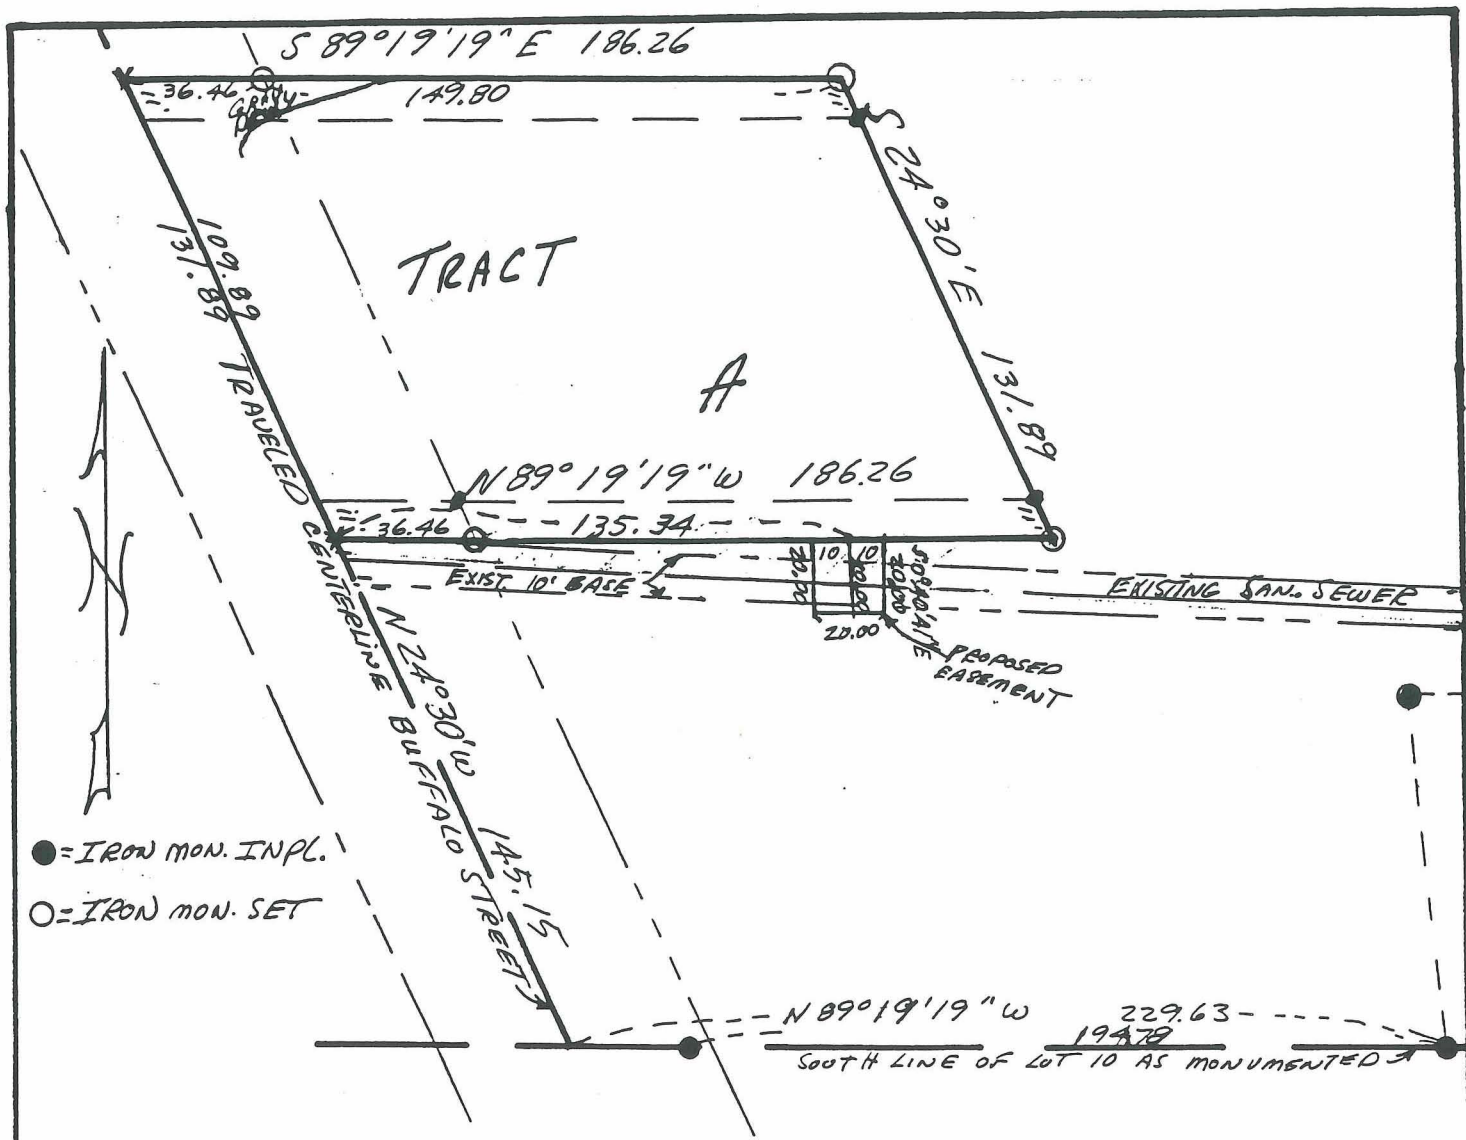 S 89°19'19" E 186.26
36.46
149.80
S 24°30'E 131.89
109.89
131.89
TRACT
A
N 89° 19'19" W 186.26
36.46
135.34
TRAVELED CENTERLINE BUFFALO STREET
EXIST. 10' BASE
20.00
10
10
20.00
20.00
EXISTING SAN. SEWER
PROPOSED
EASEMENT
N 24°30'W 145.15
● = IRON MON. INPL.
O = IRON MON. SET
N 89°19'19" W 229.63
SOUTH LINE OF LOT 10 AS MONUMENTED